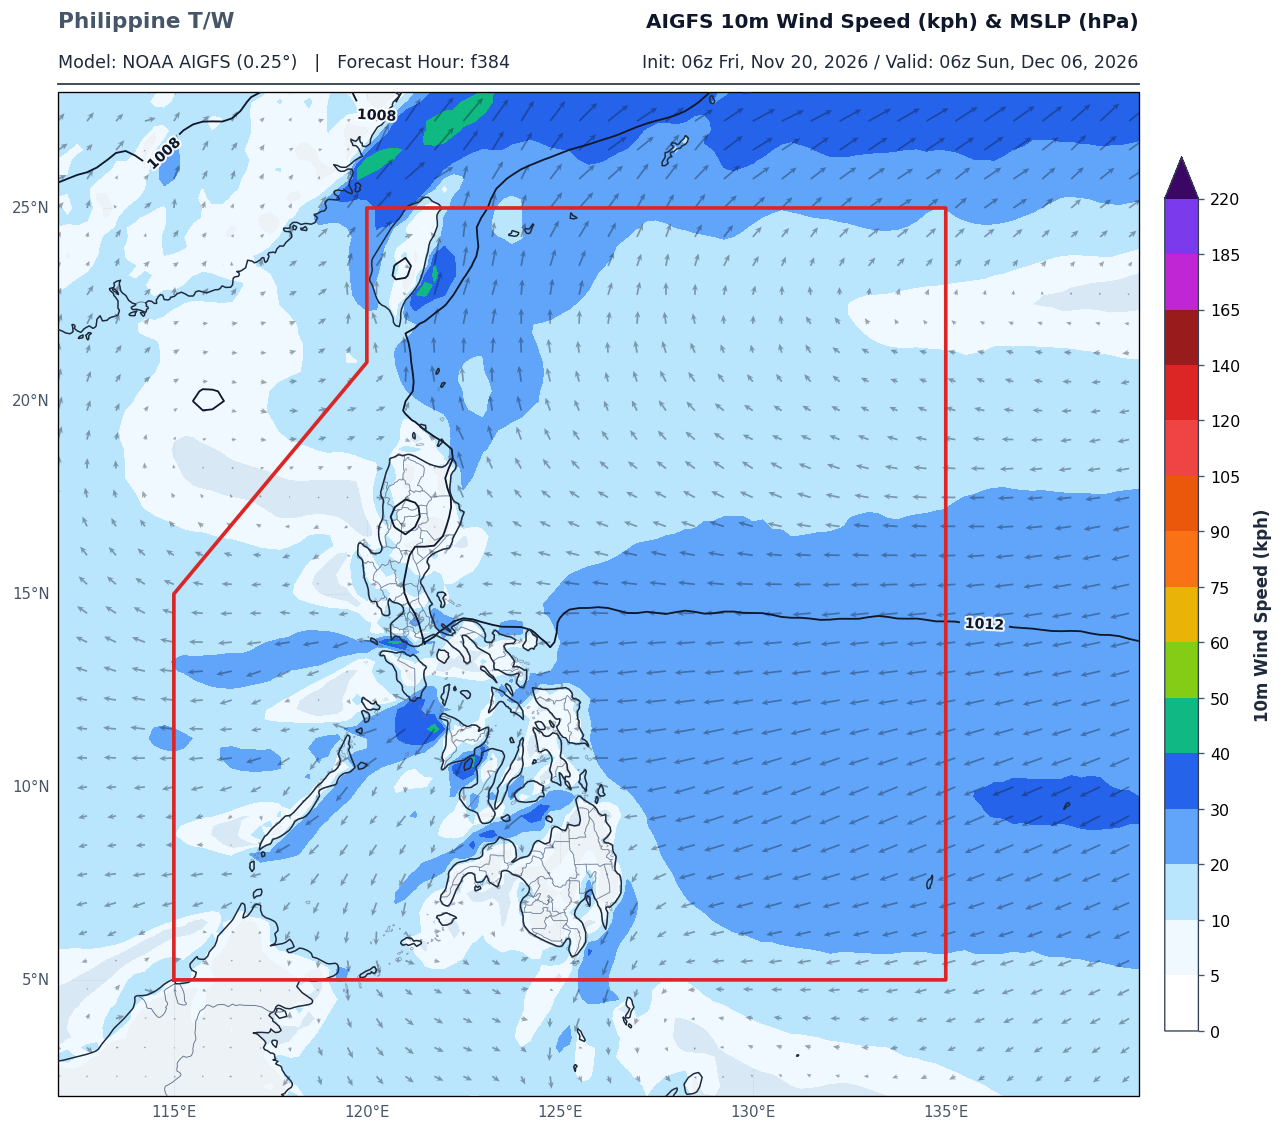 Philippine T/W
AIGFS 10m Wind Speed (kph) & MSLP (hPa)
Model: NOAA AIGFS (0.25°) | Forecast Hour: f384
Init: 06z Fri, Nov 20, 2026 / Valid: 06z Sun, Dec 06, 2026
1008
1008
1012
25°N
20°N
15°N
10°N
5°N
115°E
120°E
125°E
130°E
135°E
220
185
165
140
120
105
90
75
60
50
40
30
20
10
5
0
10m Wind Speed (kph)